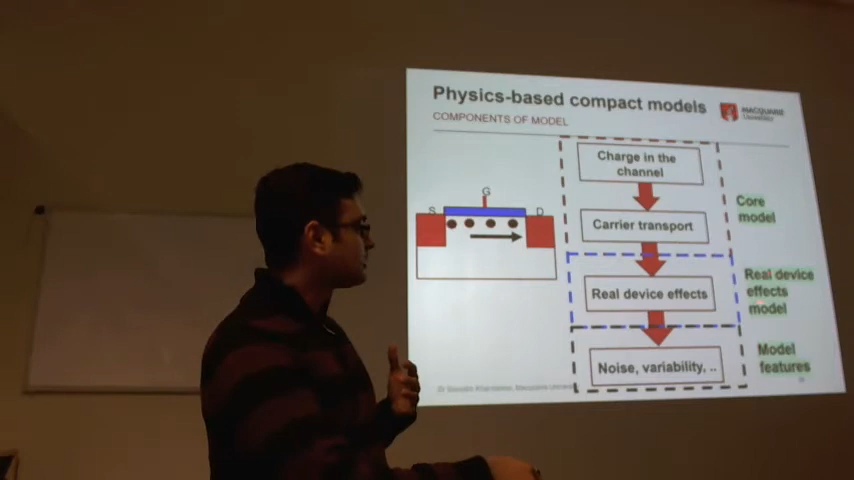 Physics-based compact models
MACQUARIE
University
COMPONENTS OF MODEL
Charge in the
channel
G
S
D
Core
model
Carrier transport
Real device
effects
model
Real device effects
Model
features
Noise, variability, ..
Macquarie